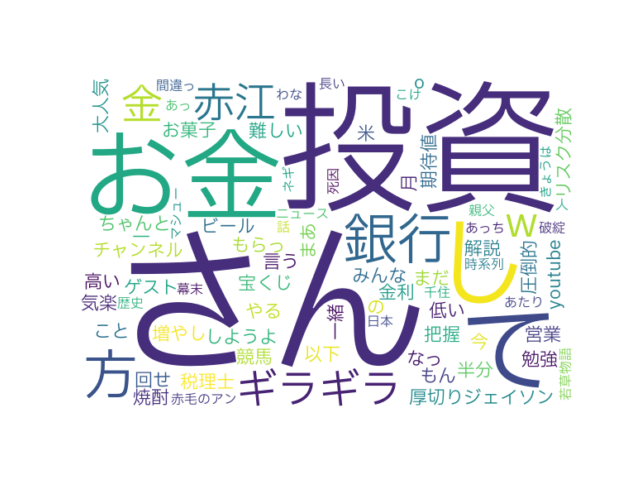 大人気
間違っ
長い
わな
こげ
あっ
金
赤江
投資
お金
お菓子
難しい
米
死因
ネギ
月
期待値
リスク分散
きょうは
マシュー
ちゃんと
ー
ビール
ニュース
話
まあ
銀行
して
w
親父
あっち
破綻
チャンネル
もらっ
言う
さん
みんな
まだ
解説
時系列
圧倒的
youtube
高い
ゲスト
幕末
宝くじ
金利
千住
あたり
気楽
歴史
やる
一緒
の
日本
低い
方
こと
増やし
しようよ
競馬
以下
なっ
把握
今
営業
回せ
税理士
ギラギラ
もん
半分
勉強
焼酎
赤毛のアン
厚切りジェイソン
若草物語